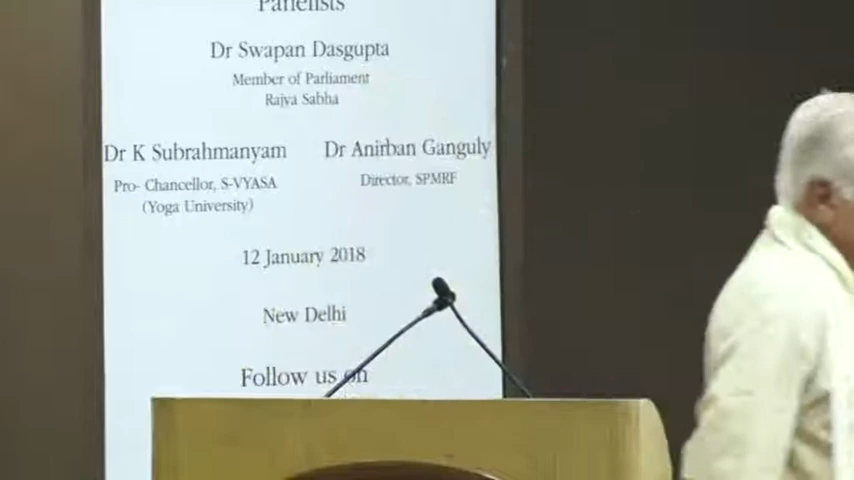 Panelists
Dr Swapan Dasgupta
Member of Parliament
Rajya Sabha
Dr K Subrahmanyam
Pro- Chancellor, S-VYASA
(Yoga University)
Dr Anirban Ganguly
Director, SPMRF
12 January 2018
New Delhi
Follow us on